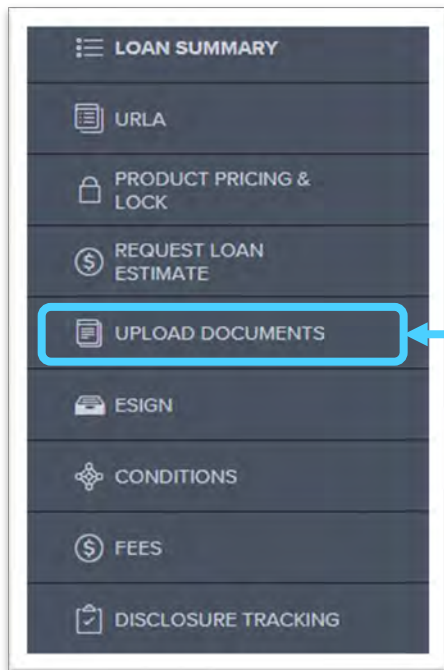 LOAN SUMMARY
URLA
PRODUCT PRICING &
LOCK
REQUEST LOAN
ESTIMATE
UPLOAD DOCUMENTS
ESIGN
CONDITIONS
FEES
DISCLOSURE TRACKING